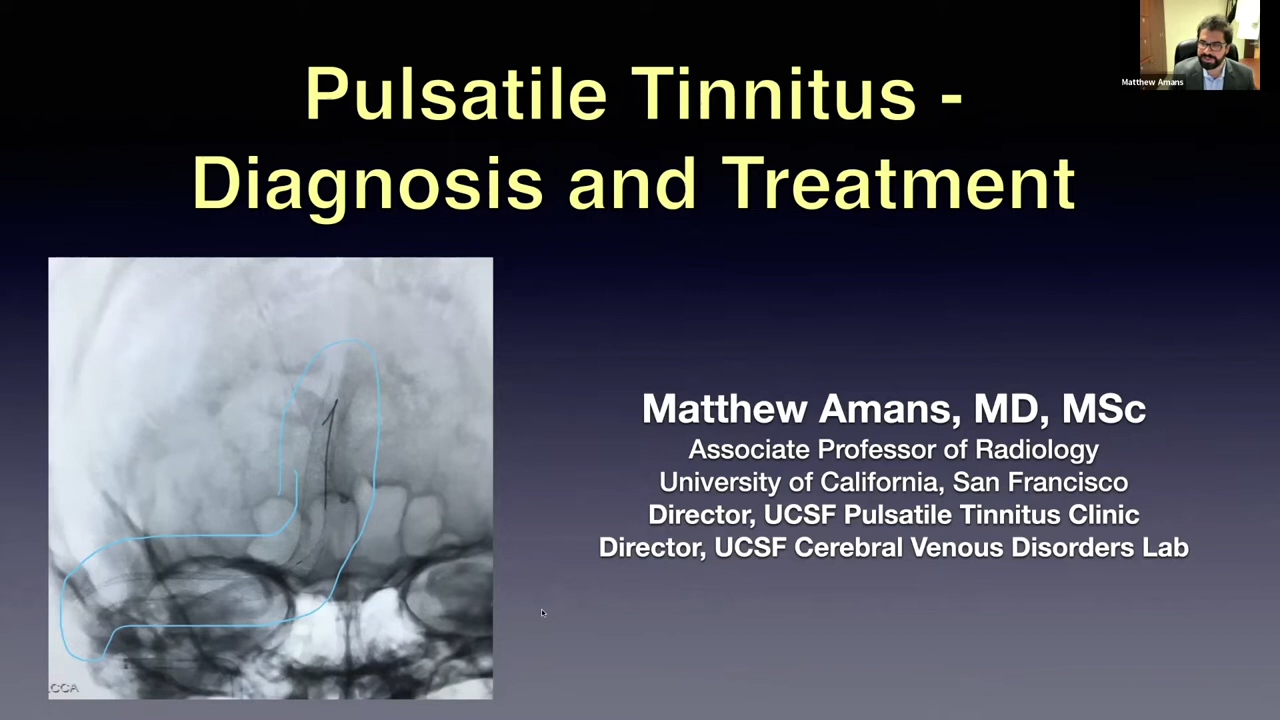 Pulsatile Tinnitus -
Diagnosis and Treatment
Matthew Amans
Matthew Amans, MD, MSc
Associate Professor of Radiology
University of California, San Francisco
Director, UCSF Pulsatile Tinnitus Clinic
Director, UCSF Cerebral Venous Disorders Lab
CCA